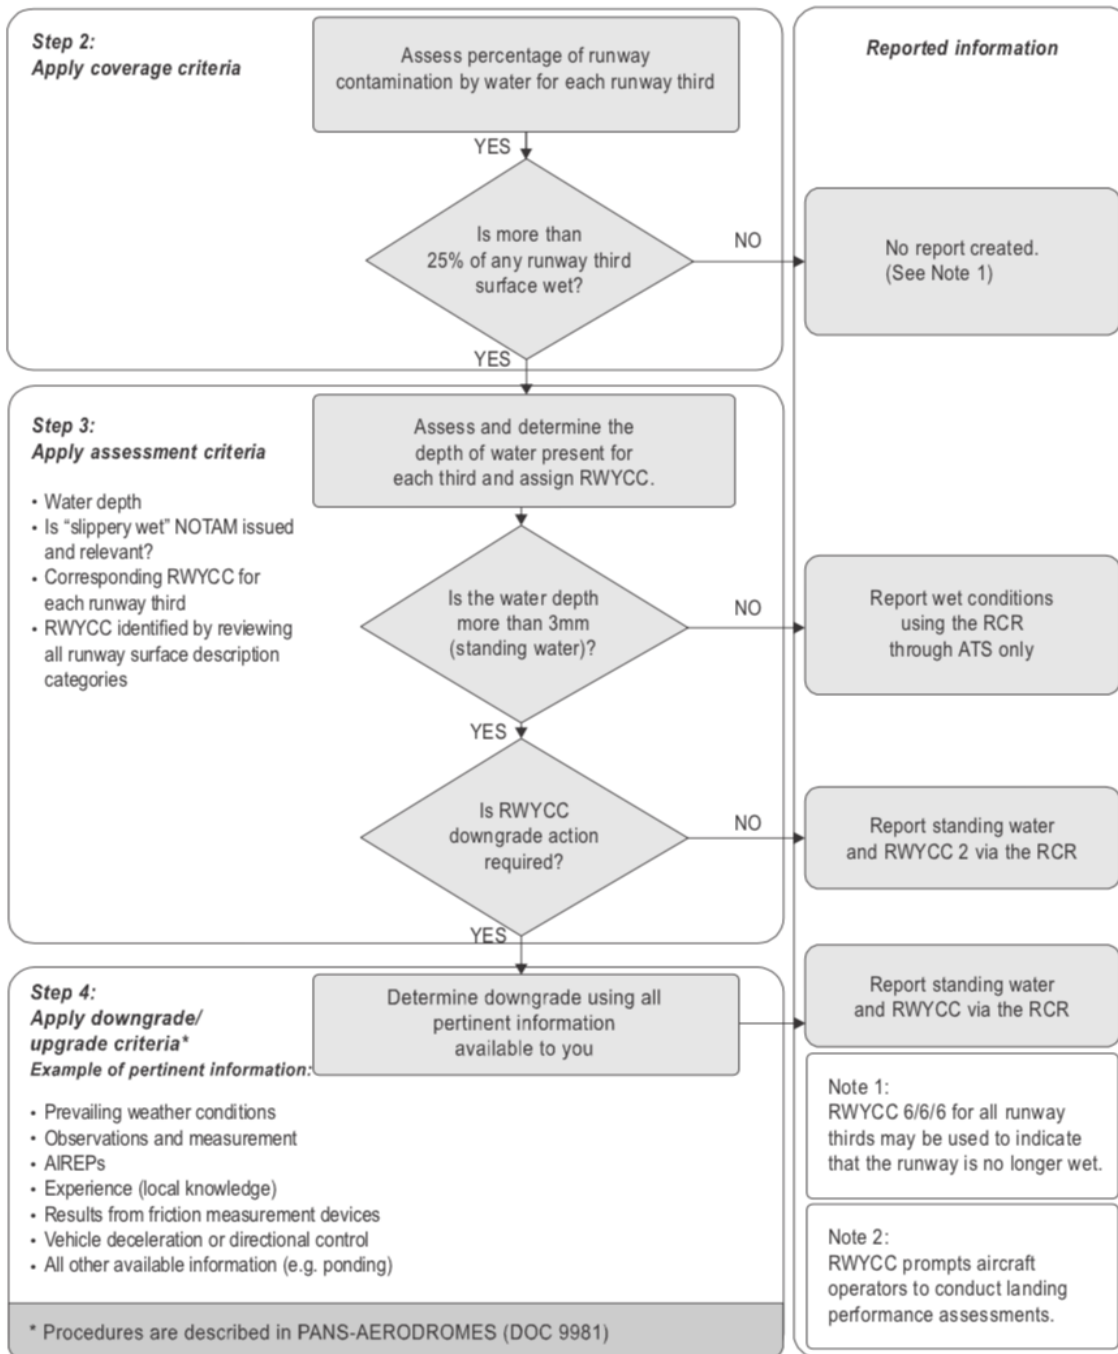 Step 2:
Apply coverage criteria
Assess percentage of runway
contamination by water for each runway third
Reported information
YES
Is more than
25% of any runway third
surface wet?
NO
No report created.
(See Note 1)
YES
Step 3:
Apply assessment criteria
• Water depth
• Is “slippery wet” NOTAM issued
and relevant?
• Corresponding RWYCC for
each runway third
• RWYCC identified by reviewing
all runway surface description
categories
Assess and determine the
depth of water present for
each third and assign RWYCC.
Is the water depth
more than 3mm
(standing water)?
NO
Report wet conditions
using the RCR
through ATS only
YES
Is RWYCC
downgrade action
required?
NO
Report standing water
and RWYCC 2 via the RCR
YES
Step 4:
Apply downgrade/
upgrade criteria*
Example of pertinent information:
Determine downgrade using all
pertinent information
available to you
Report standing water
and RWYCC via the RCR
• Prevailing weather conditions
• Observations and measurement
• AIREPs
• Experience (local knowledge)
• Results from friction measurement devices
• Vehicle deceleration or directional control
• All other available information (e.g. ponding)
Note 1:
RWYCC 6/6/6 for all runway
thirds may be used to indicate
that the runway is no longer wet.
Note 2:
RWYCC prompts aircraft
operators to conduct landing
performance assessments.
* Procedures are described in PANS-AERODROMES (DOC 9981)